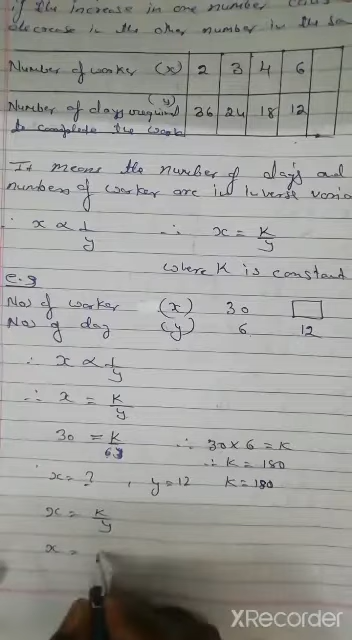 if the increase in one number
decrease in the other number in the
Number of worker (x) 2 3 4 6
Number of days required (y) 36 24 18 12
to complete the work
It means the number of days and
numbers of worker are in inverse
∴ x ∝ 1/y ∴ x = K/y
where K is constant
e.g
No. of worker (x) 30 □
No. of day (y) 6 12
∴ x ∝ 1/y
∴ x = K/y
30 = K/6 ∴ 30 × 6 = K
∴ K = 180
x = ? , y = 12 K = 180
x = K/y
x =
XRecorder